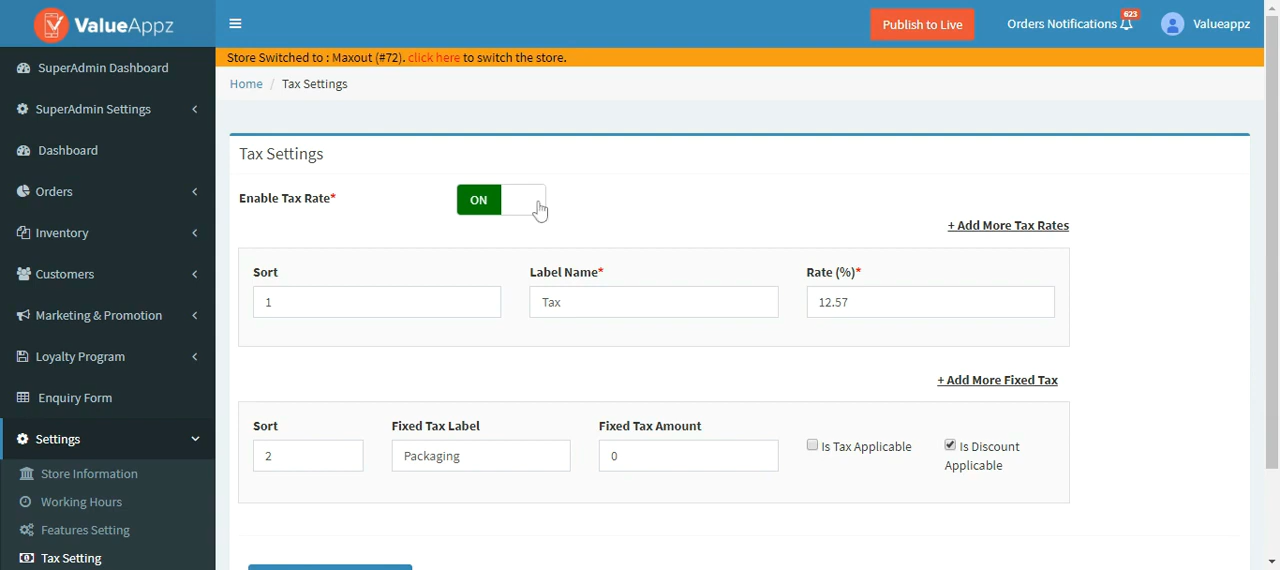 ValueAppz
Publish to Live
Orders Notifications
623
Valueappz
Store Switched to : Maxout (#72). click here to switch the store.
Home / Tax Settings
SuperAdmin Dashboard
SuperAdmin Settings
Dashboard
Orders
Inventory
Customers
Marketing & Promotion
Loyalty Program
Enquiry Form
Settings
Store Information
Working Hours
Features Setting
Tax Setting
Tax Settings
Enable Tax Rate*
ON
+ Add More Tax Rates
Sort Label Name* Rate (%)*
1 Tax 12.57
+ Add More Fixed Tax
Sort Fixed Tax Label Fixed Tax Amount
2 Packaging 0
Is Tax Applicable
Is Discount
Applicable